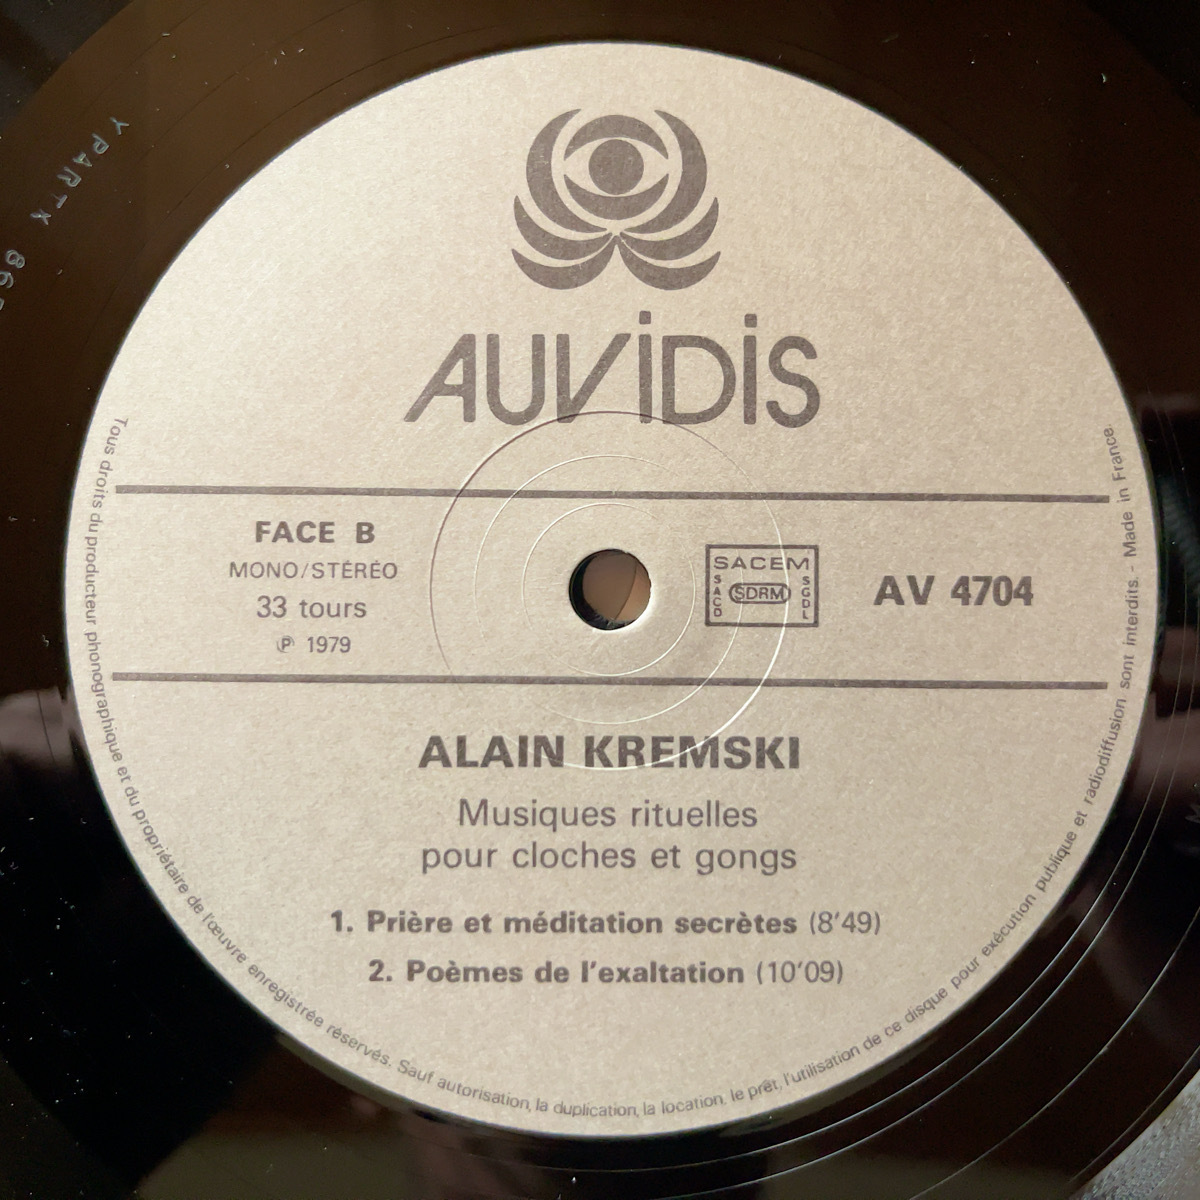 AUViDiS
FACE B
MONO/STÉRÉO
33 tours
℗ 1979
SACEM
SACD
SDRM
SGDL
AV 4704
ALAIN KREMSKI
Musiques rituelles
pour cloches et gongs
1. Prière et méditation secrètes (8'49)
2. Poèmes de l'exaltation (10'09)
Tous droits du producteur phonographique et du propriétaire de l'œuvre enregistrée réservés. Sauf autorisation, la duplication, la location, le prêt, l'utilisation de ce disque pour exécution publique et radiodiffusion sont interdits. - Made in France.
Y PARTX